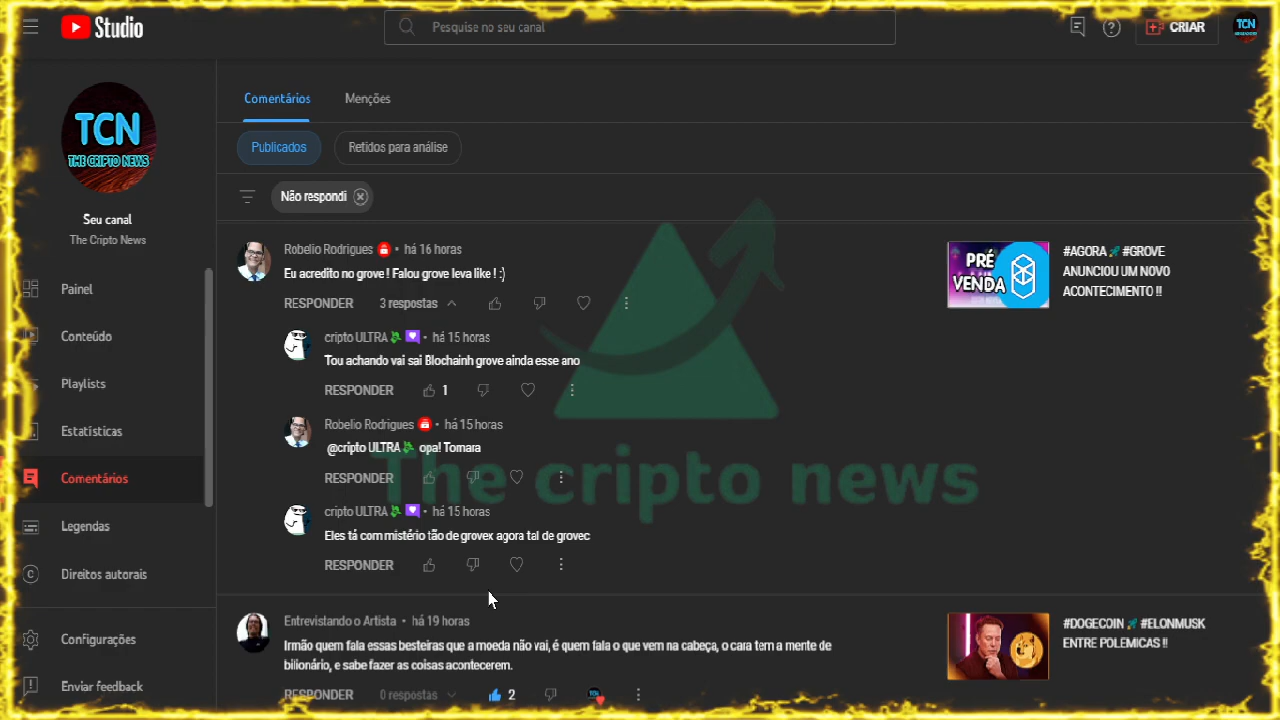 Studio
Pesquise no seu canal
CRIAR
TCN
TCN
THE CRIPTO NEWS
Seu canal
The Cripto News
Painel
Conteúdo
Playlists
Estatísticas
Comentários
Legendas
Direitos autorais
Configurações
Enviar feedback
Comentários Menções
Publicados Retidos para análise
Não respondi
Robelio Rodrigues • há 16 horas
Eu acredito no grove ! Falou grove leva like ! :)
RESPONDER 3 respostas
PRÉ
VENDA
#AGORA🚀 #GROVE
ANUNCIOU UM NOVO
ACONTECIMENTO !!
cripto ULTRA • há 15 horas
Tou achando vai sai Blochainh grove ainda esse ano
RESPONDER 1
Robelio Rodrigues • há 15 horas
@cripto ULTRA opa! Tomara
RESPONDER
The cripto news
cripto ULTRA • há 15 horas
Eles tá com mistério tão de grovex agora tal de grovec
RESPONDER
Entrevistando o Artista • há 19 horas
Irmão quem fala essas besteiras que a moeda não vai, é quem fala o que vem na cabeça, o cara tem a mente de
bilionário, e sabe fazer as coisas acontecerem.
RESPONDER 0 respostas 2
#DOGECOIN🚀 #ELONMUSK
ENTRE POLEMICAS !!